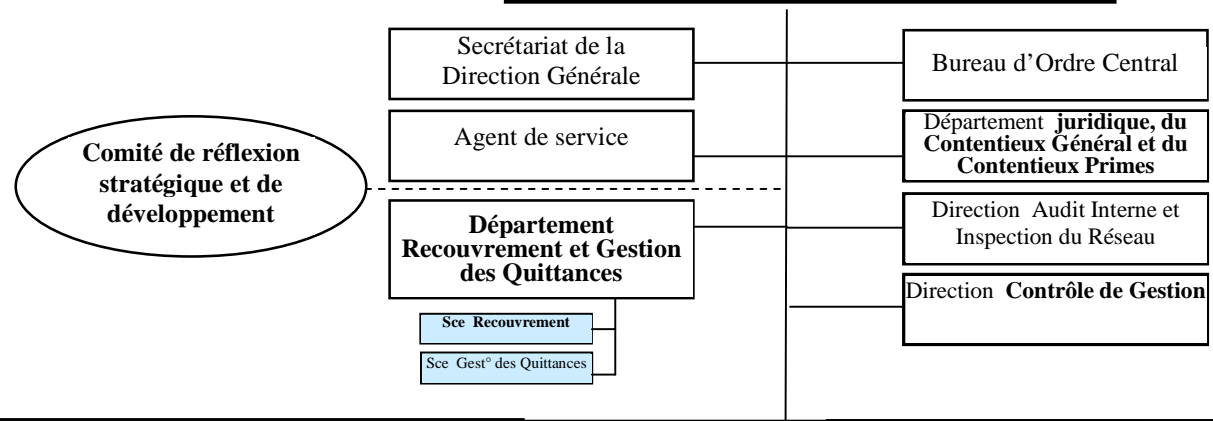 Comité de réflexion
stratégique et de
développement
Secrétariat de la
Direction Générale
Agent de service
Département
Recouvrement et Gestion
des Quittances
Sce Recouvrement
Sce Gest° des Quittances
Bureau d’Ordre Central
Département juridique, du
Contentieux Général et du
Contentieux Primes
Direction Audit Interne et
Inspection du Réseau
Direction Contrôle de Gestion